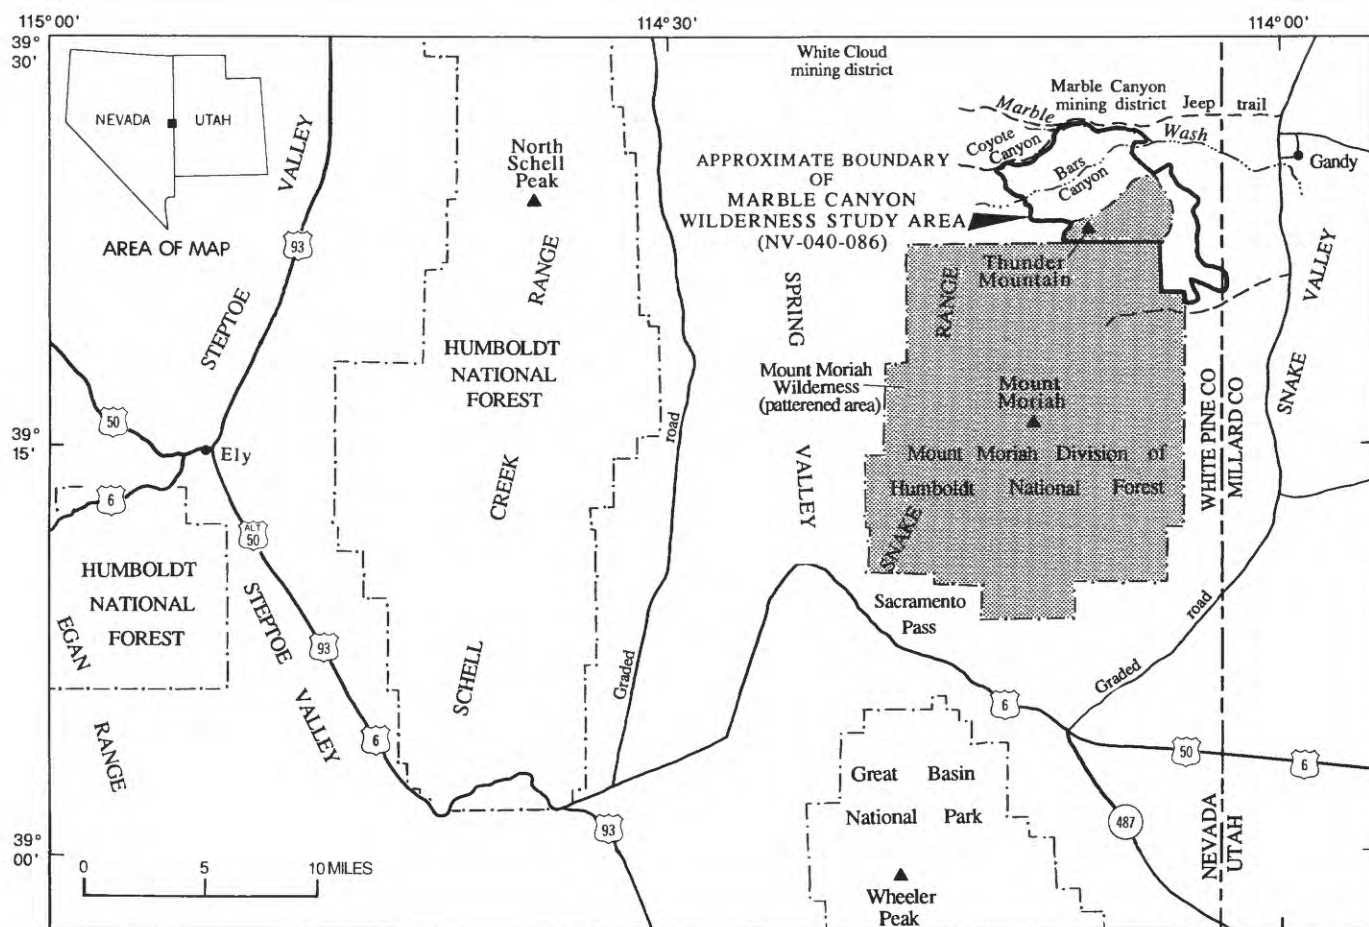 115° 00'
114° 30'
114° 00'
39°
30'
NEVADA
UTAH
AREA OF MAP
VALLEY
STEPTOE
93
North
Schell
Peak
RANGE
HUMBOLDT
NATIONAL
FOREST
CREEK
SCHELL
road
Graded
White Cloud
mining district
Marble Canyon
mining district
Jeep trail
Marble
Wash
Coyote
Canyon
Bars
Canyon
Gandy
APPROXIMATE BOUNDARY
OF
MARBLE CANYON
WILDERNESS STUDY AREA
(NV-040-086)
Thunder
Mountain
SPRING
VALLEY
RANGE
SNAKE
VALLEY
SNAKE
Mount Moriah
Wilderness
(patterened area)
Mount
Moriah
Mount Moriah Division of
Humboldt National Forest
WHITE PINE CO
MILLARD CO
39°
15'
50
Ely
6
ALT
50
HUMBOLDT
NATIONAL
FOREST
EGAN
RANGE
STEPTOE
VALLEY
93
6
93
Sacramento
Pass
Graded
road
6
50
6
487
Great Basin
National Park
Wheeler
Peak
NEVADA
UTAH
39°
00'
0 5 10 MILES